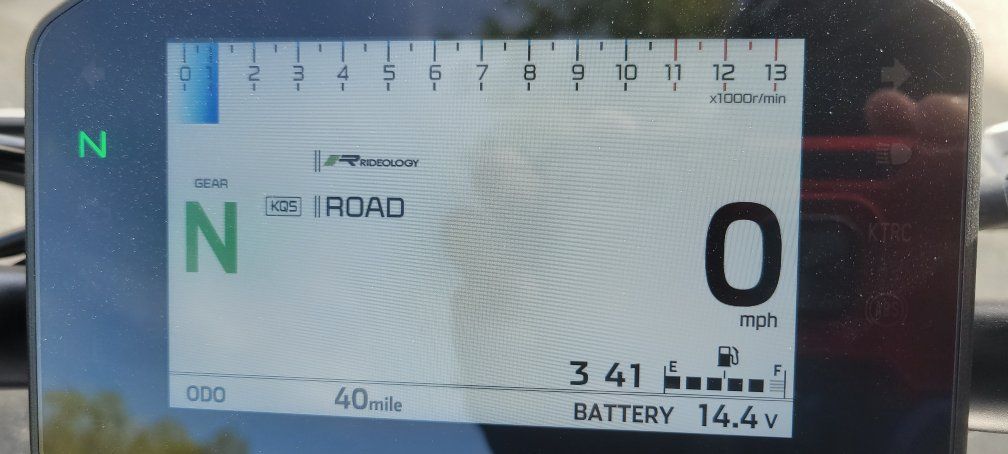 0 1 2 3 4 5 6 7 8 9 10 11 12 13
x1000r/min
N
RIDEOLOGY
GEAR
N
KQS ROAD
KTRC
0
mph
3 41 E F
ODO 40mile
BATTERY 14.4 V